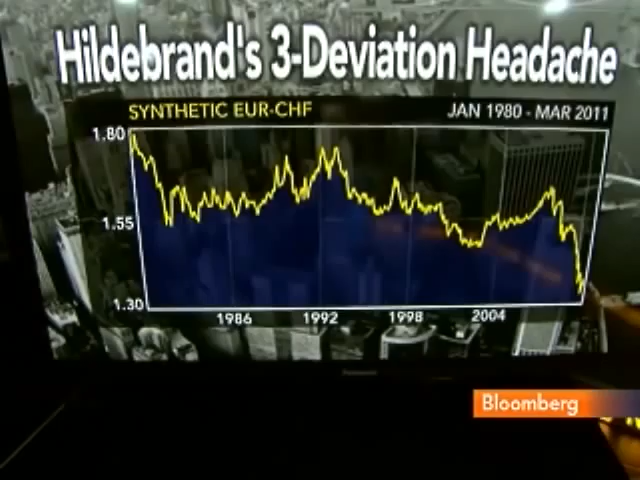 Hildebrand's 3-Deviation Headache
SYNTHETIC EUR-CHF
JAN 1980 - MAR 2011
1.80
1.55
1.30
1986 1992 1998 2004
Bloomberg